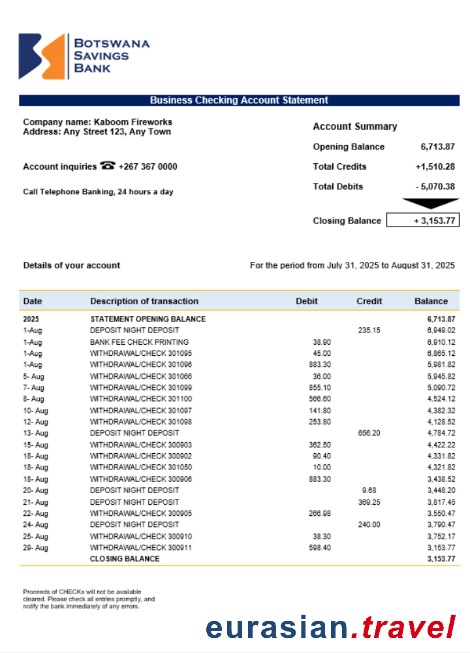 BOTSWANA
SAVINGS
BANK
Business Checking Account Statement
Company name: Kaboom Fireworks
Address: Any Street 123, Any Town
Account inquiries ☎ +267 367 0000
Call Telephone Banking, 24 hours a day
Account Summary
Opening Balance 6,713.87
Total Credits +1,510.28
Total Debits - 5,070.38
Closing Balance + 3,153.77
Details of your account For the period from July 31, 2025 to August 31, 2025
Date Description of transaction Debit Credit Balance
2025 STATEMENT OPENING BALANCE 6,713.87
1-Aug DEPOSIT NIGHT DEPOSIT 235.15 6,949.02
1-Aug BANK FEE CHECK PRINTING 38.90 6,910.12
1-Aug WITHDRAWAL/CHECK 301095 45.00 6,865.12
1-Aug WITHDRAWAL/CHECK 301096 883.30 5,981.82
5- Aug WITHDRAWAL/CHECK 301066 36.00 5,945.82
7- Aug WITHDRAWAL/CHECK 301099 855.10 5,090.72
8- Aug WITHDRAWAL/CHECK 301100 566.60 4,524.12
10- Aug WITHDRAWAL/CHECK 301097 141.80 4,382.32
12- Aug WITHDRAWAL/CHECK 301098 253.80 4,128.52
13- Aug DEPOSIT NIGHT DEPOSIT 656.20 4,784.72
15- Aug WITHDRAWAL/CHECK 300903 362.50 4,422.22
18- Aug WITHDRAWAL/CHECK 300902 90.40 4,331.82
18- Aug WITHDRAWAL/CHECK 301050 10.00 4,321.82
18- Aug WITHDRAWAL/CHECK 300906 883.30 3,438.52
20- Aug DEPOSIT NIGHT DEPOSIT 9.68 3,448.20
21- Aug DEPOSIT NIGHT DEPOSIT 369.25 3,817.45
22- Aug WITHDRAWAL/CHECK 300905 266.98 3,550.47
24- Aug DEPOSIT NIGHT DEPOSIT 240.00 3,790.47
25- Aug WITHDRAWAL/CHECK 300910 38.30 3,752.17
29- Aug WITHDRAWAL/CHECK 300911 598.40 3,153.77
CLOSING BALANCE 3,153.77
Proceeds of CHECKs will not be available
cleared. Please check all entries promptly, and
notify the bank immediately of any errors.
eurasian.travel